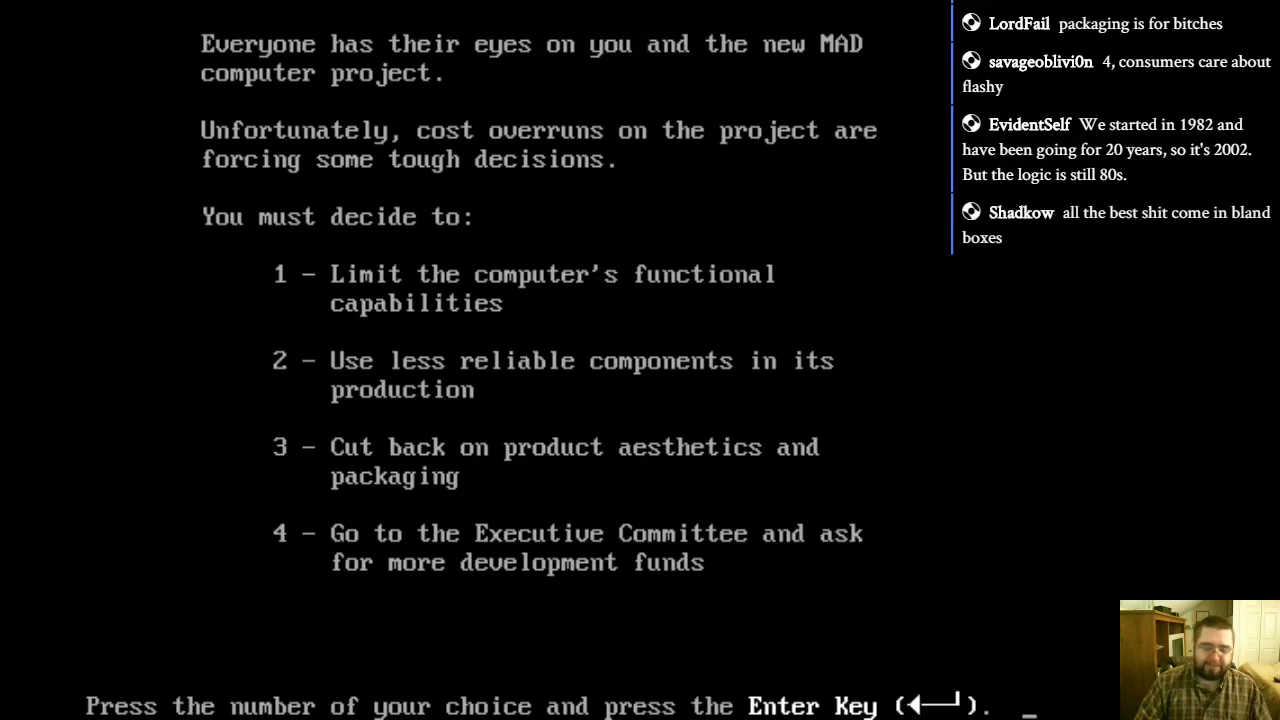 Everyone has their eyes on you and the new MAD
computer project.
Unfortunately, cost overruns on the project are
forcing some tough decisions.
You must decide to:
1 - Limit the computer's functional
capabilities
2 - Use less reliable components in its
production
3 - Cut back on product aesthetics and
packaging
4 - Go to the Executive Committee and ask
for more development funds
Press the number of your choice and press the Enter Key (◄─┘). _
LordFail packaging is for bitches
savageoblivi0n 4, consumers care about
flashy
EvidentSelf We started in 1982 and
have been going for 20 years, so it's 2002.
But the logic is still 80s.
Shadkow all the best shit come in bland
boxes